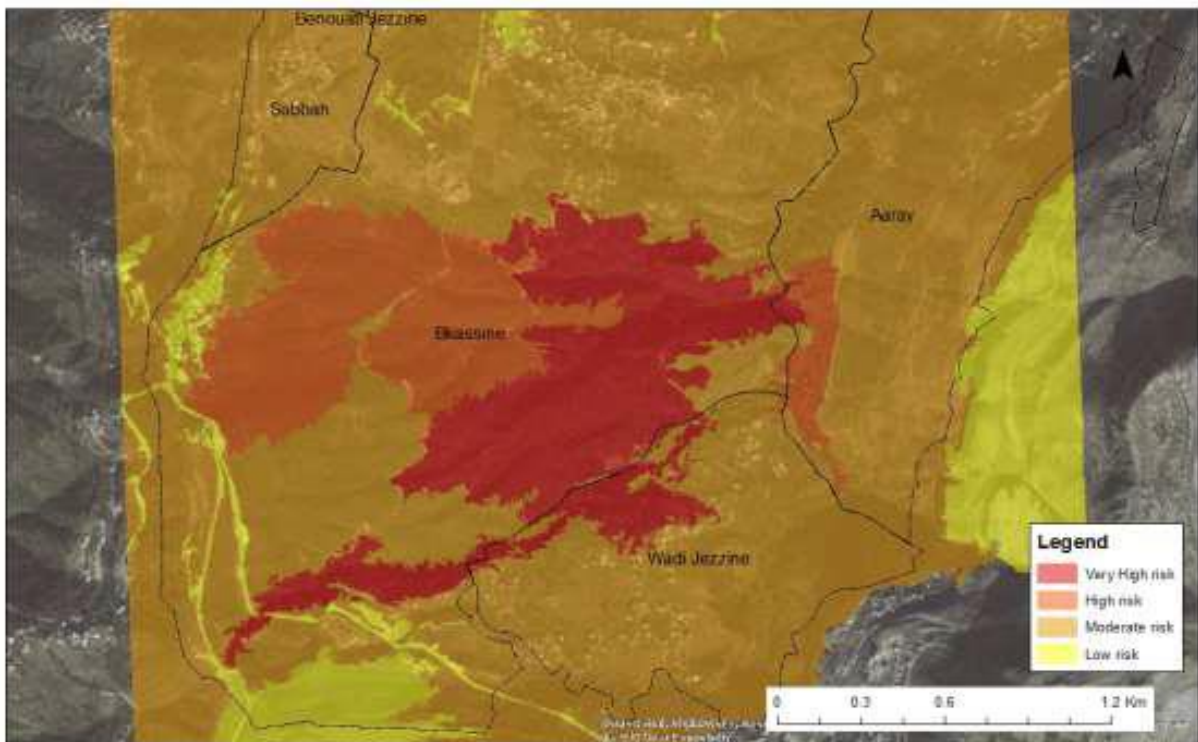 Benouati Jezzine
Sabbah
Aaray
Bkassine
Wadi Jezzine
Legend
Very High risk
High risk
Moderate risk
Low risk
0 0.3 0.6 1.2 Km